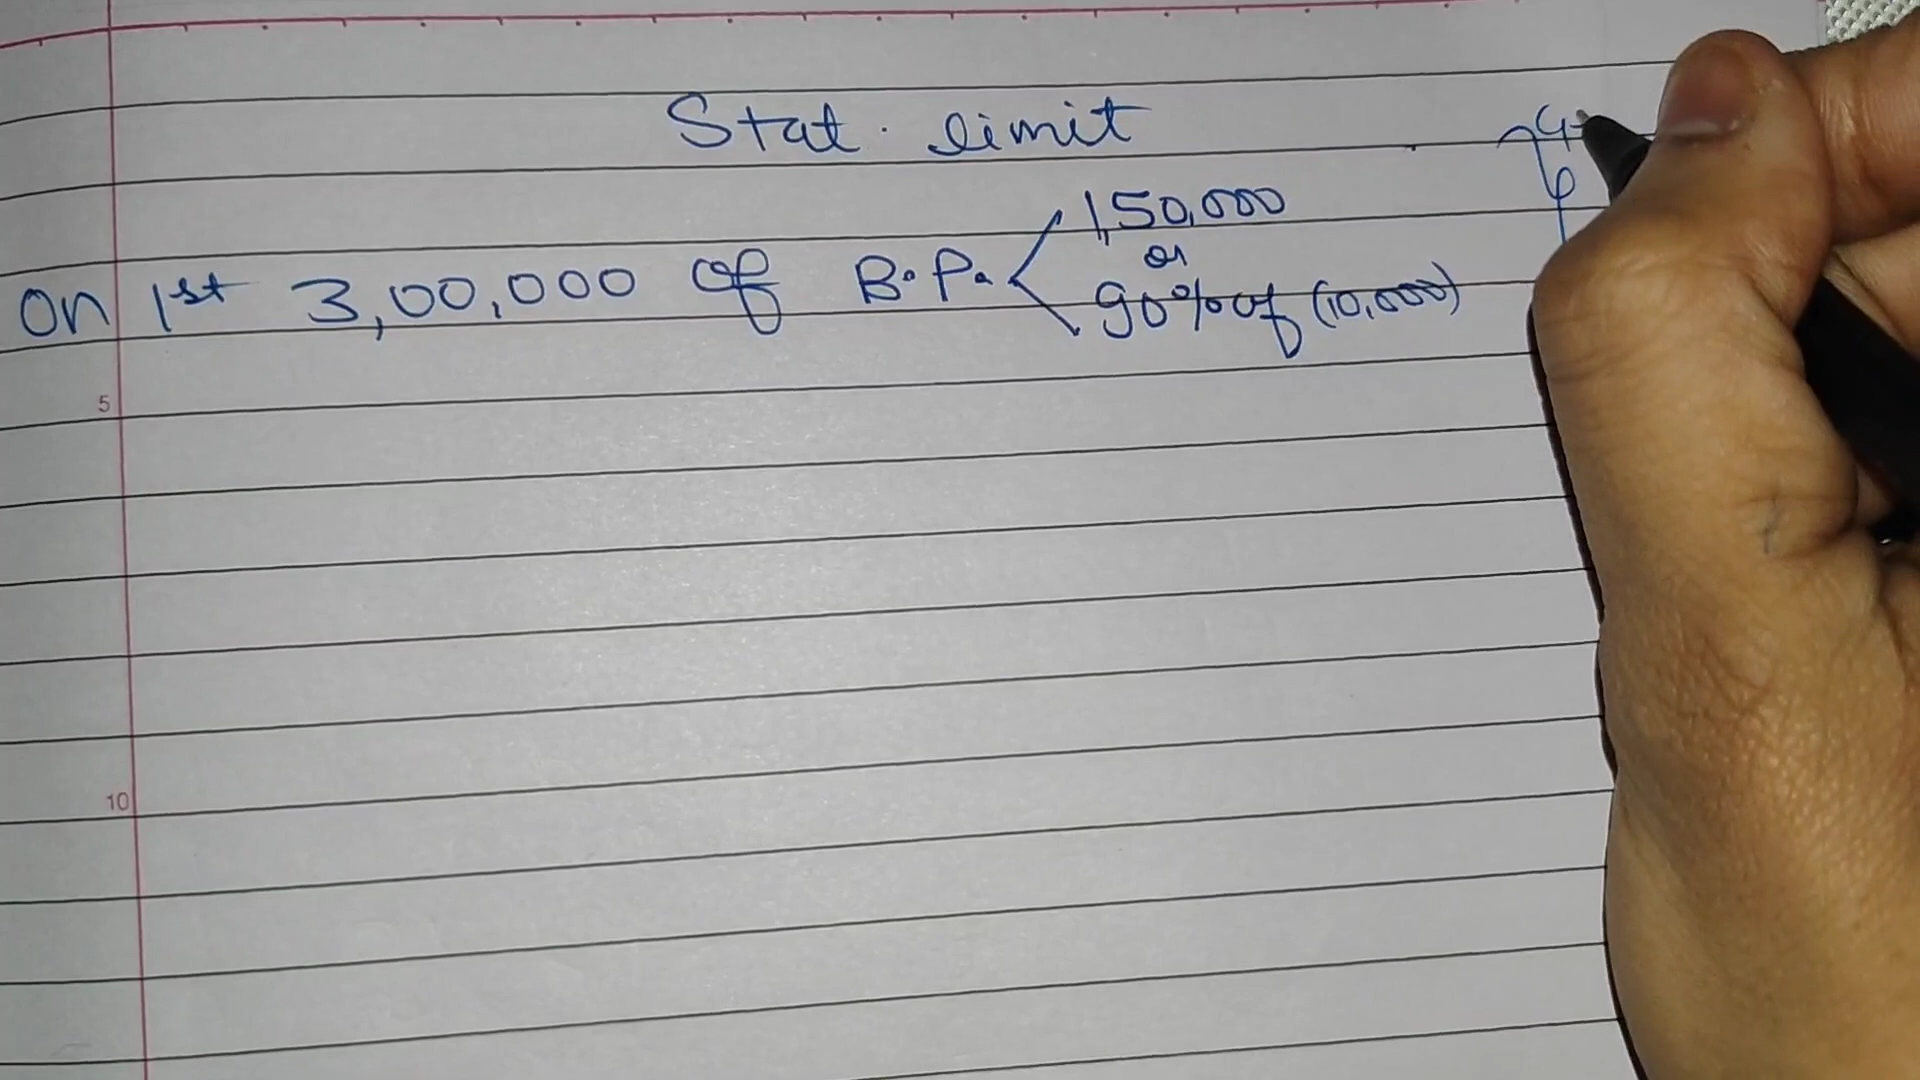 Stat. limit
1,50,000
or
On 1st 3,00,000 of B.P. 90% of (10,000)
5
10